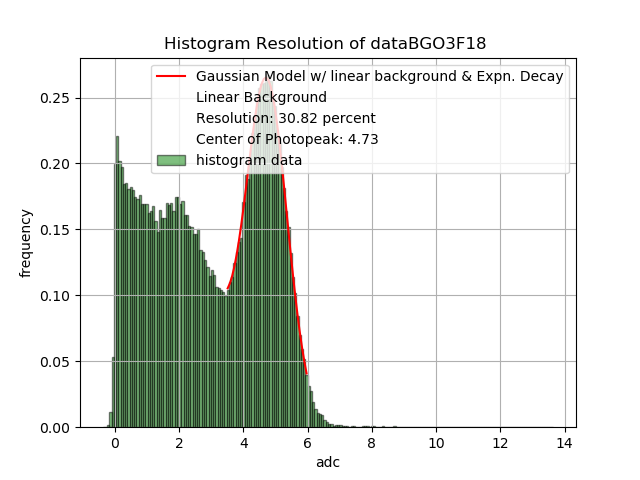 Histogram Resolution of dataBGO3F18
Gaussian Model w/ linear background & Expn. Decay
Linear Background
Resolution: 30.82 percent
Center of Photopeak: 4.73
histogram data
frequency
0.25
0.20
0.15
0.10
0.05
0.00
0 2 4 6 8 10 12 14
adc